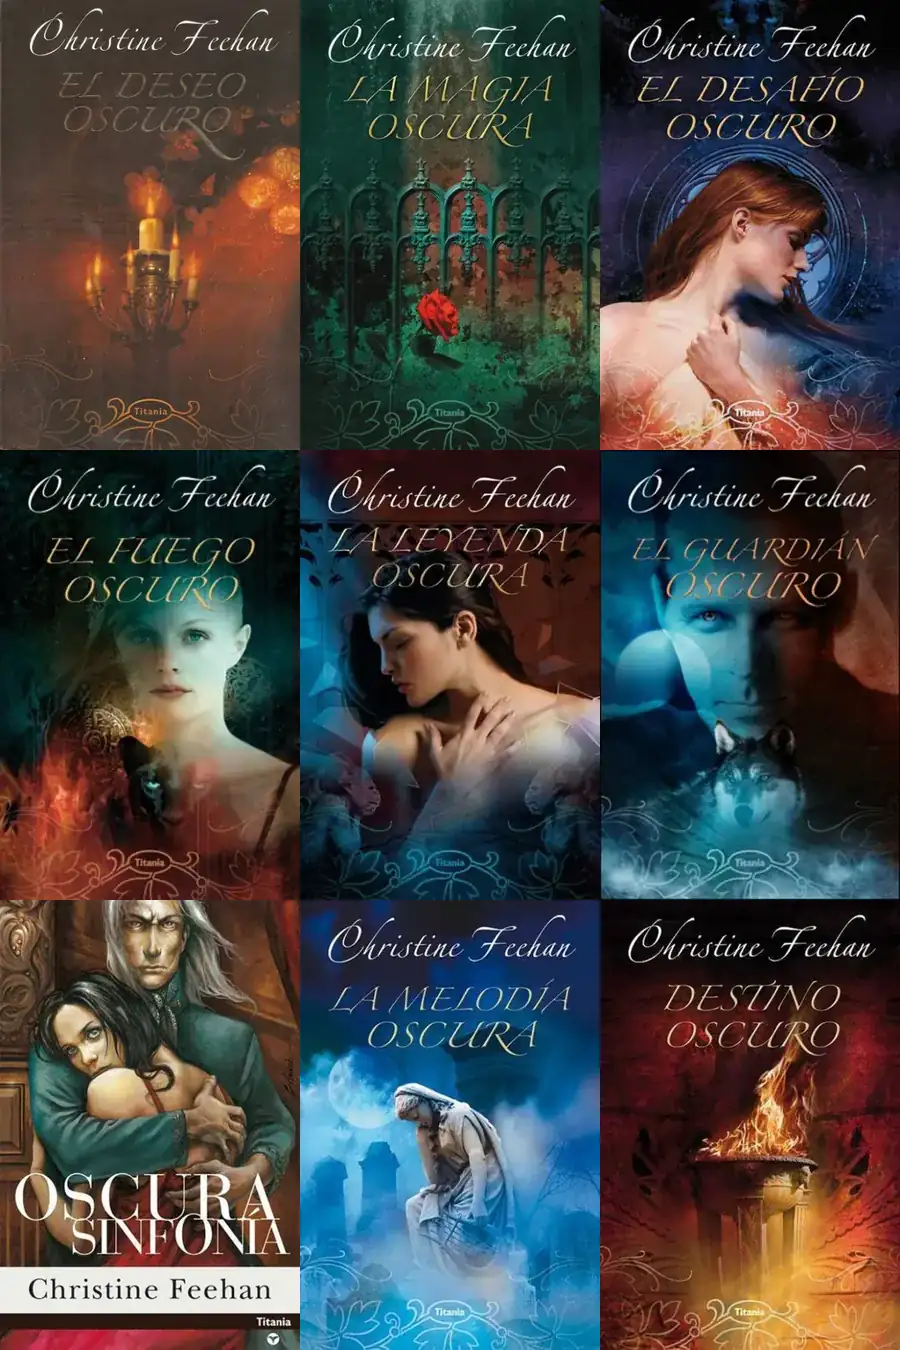 Christine Feehan
EL DESEO
OSCURO
Titania
Christine Feehan
LA MAGIA
OSCURA
Titania
Christine Feehan
EL DESAFÍO
OSCURO
Titania
Christine Feehan
EL FUEGO
OSCURO
Titania
Christine Feehan
LA LEYENDA
OSCURA
Titania
Christine Feehan
EL GUARDIÁN
OSCURO
Titania
OSCURA
SINFONÍA
Christine Feehan
Titania
Christine Feehan
LA MELODÍA
OSCURA
Titania
Christine Feehan
DESTINO
OSCURO
Titania